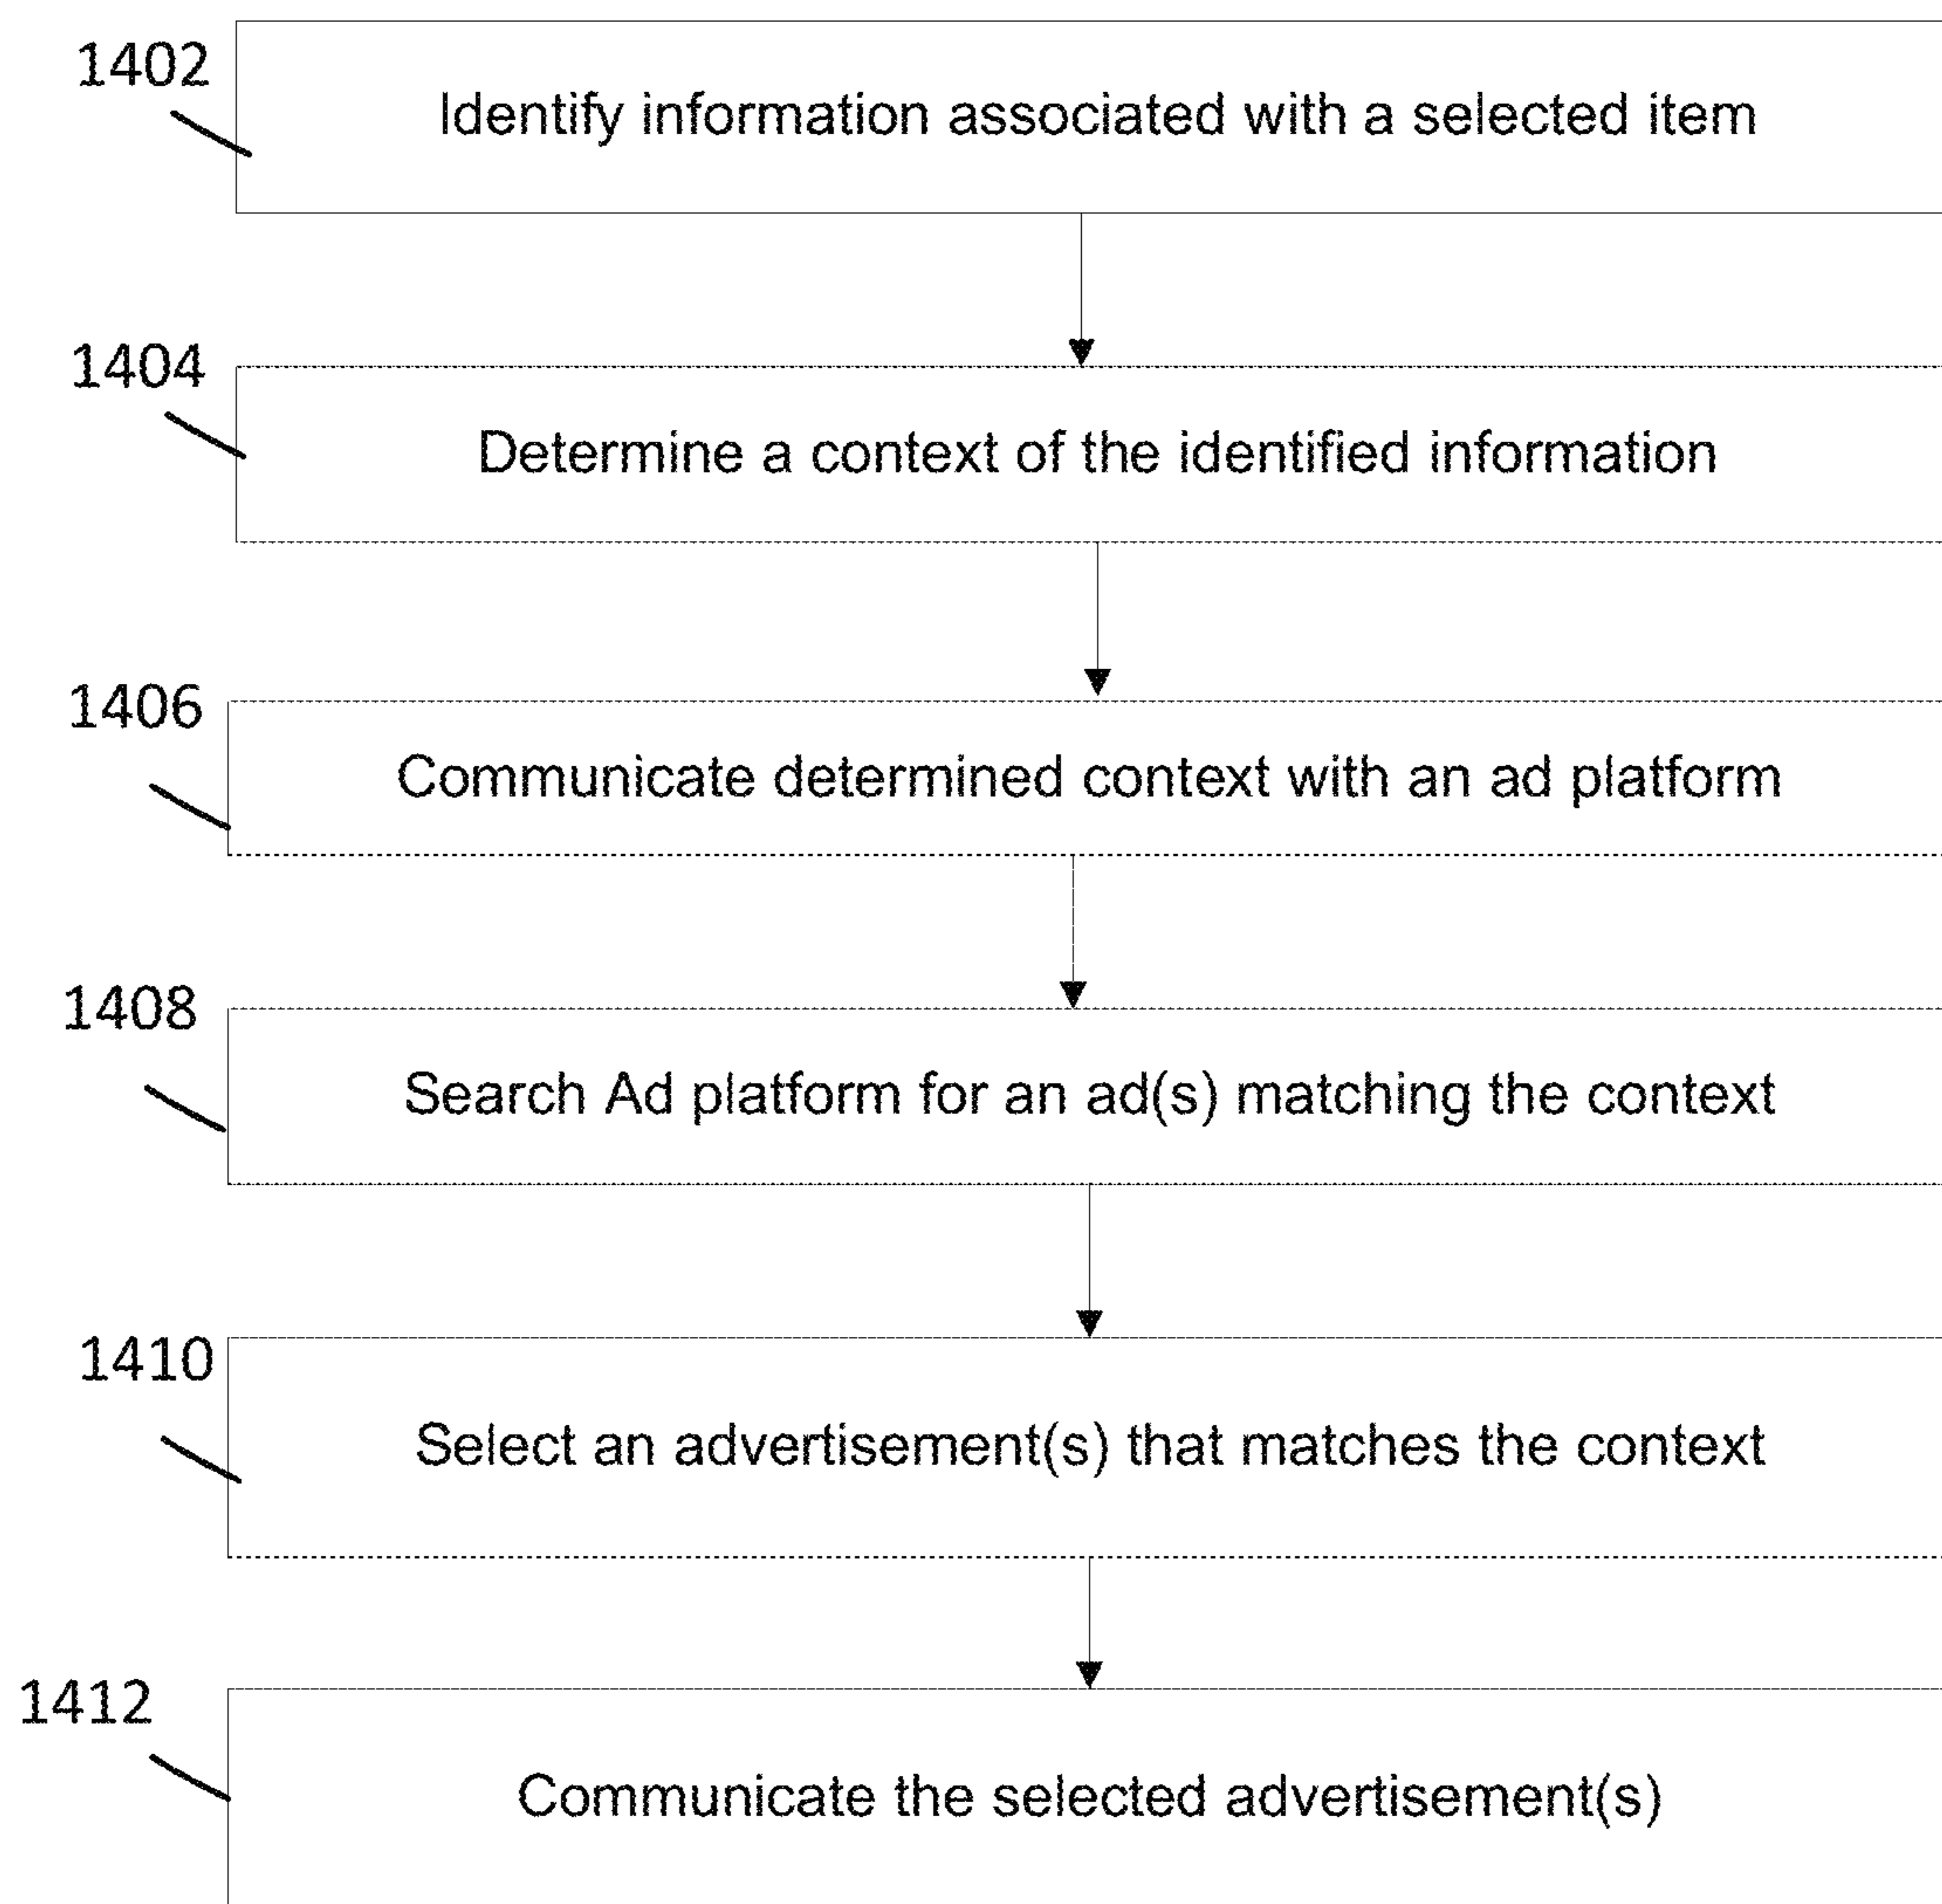 1402
Identify information associated with a selected item
1404
Determine a context of the identified information
1406
Communicate determined context with an ad platform
1408
Search Ad platform for an ad(s) matching the context
1410
Select an advertisement(s) that matches the context
1412
Communicate the selected advertisement(s)